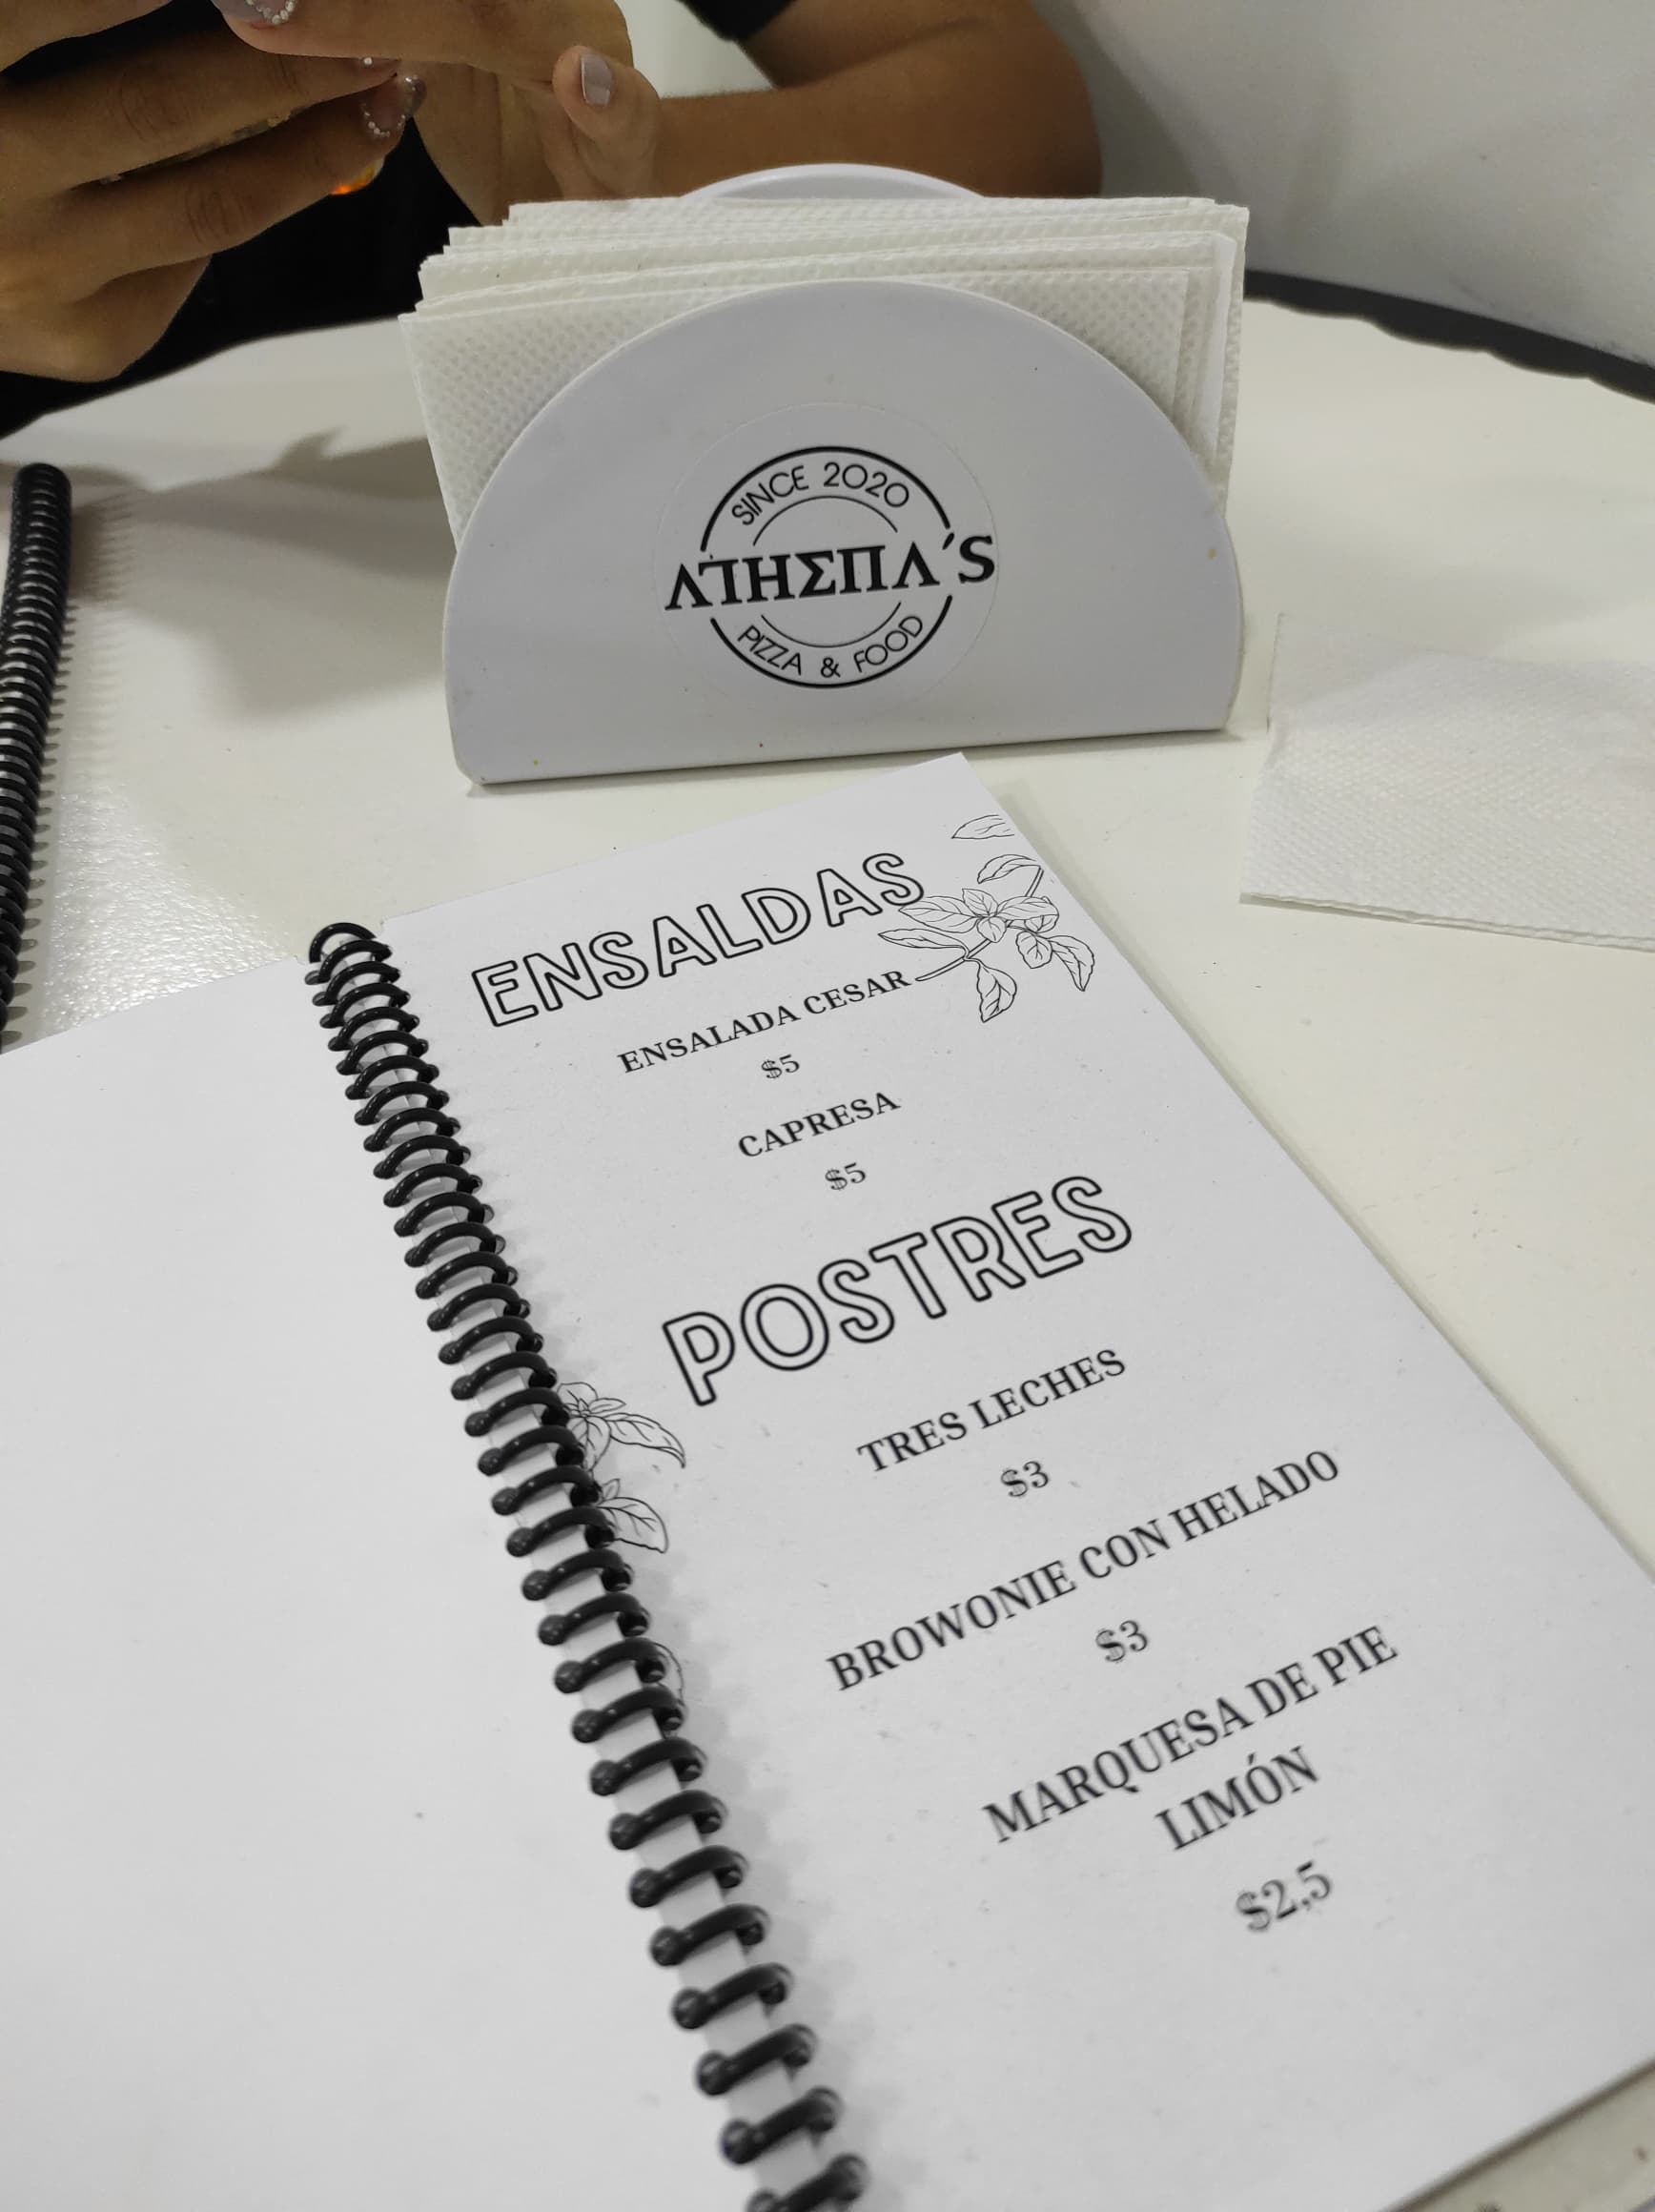 SINCE 2020
ΛTHΣПΛ´S
PIZZA & FOOD
ENSALDAS
ENSALADA CESAR
$5
CAPRESA
$5
POSTRES
TRES LECHES
$3
BROWONIE CON HELADO
$3
MARQUESA DE PIE
LIMÓN
$2,5